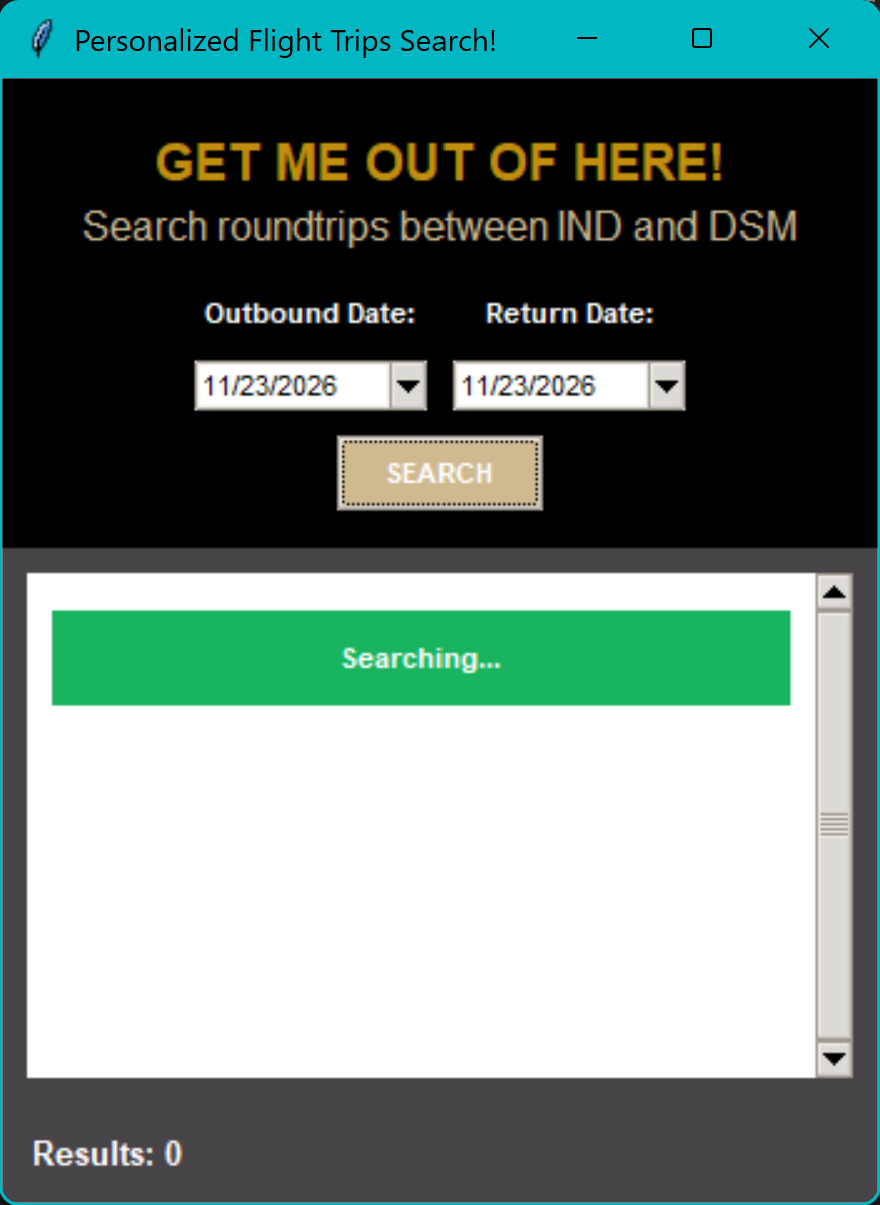 Personalized Flight Trips Search!
GET ME OUT OF HERE!
Search roundtrips between IND and DSM
Outbound Date: Return Date:
11/23/2026 11/23/2026
SEARCH
Searching...
Results: 0